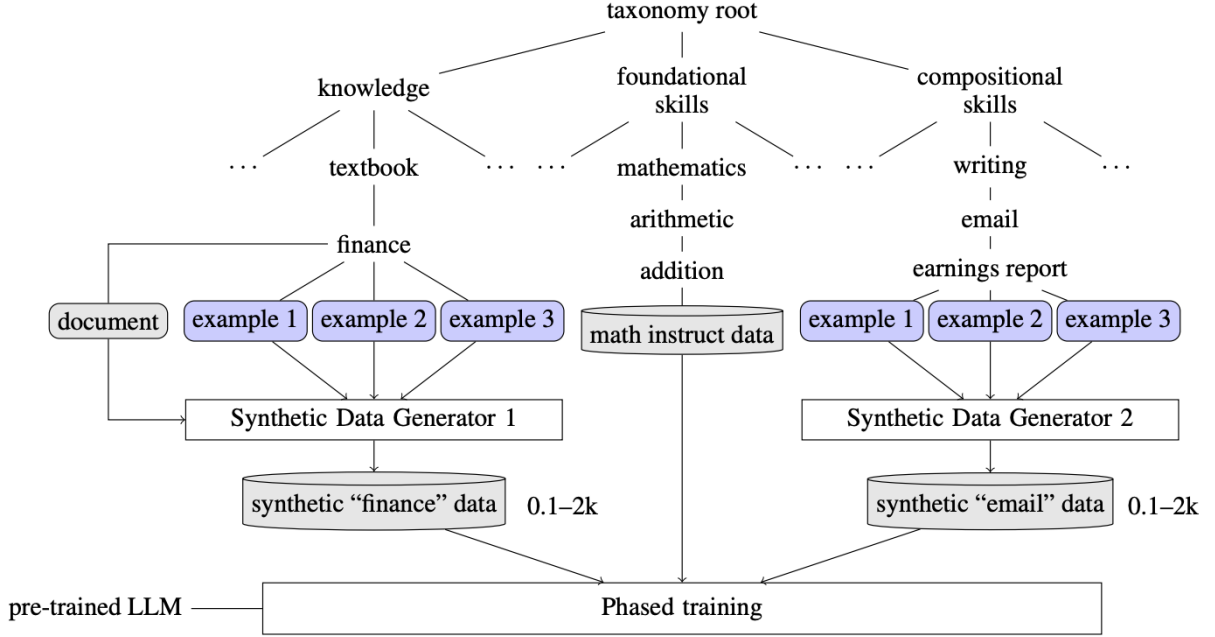 taxonomy root
knowledge
foundational
skills
compositional
skills
· · ·
textbook
· · ·
· · ·
mathematics
· · ·
· · ·
writing
· · ·
arithmetic
email
finance
addition
earnings report
document
example 1
example 2
example 3
math instruct data
example 1
example 2
example 3
Synthetic Data Generator 1
Synthetic Data Generator 2
synthetic “finance” data
0.1–2k
synthetic “email” data
0.1–2k
pre-trained LLM
Phased training